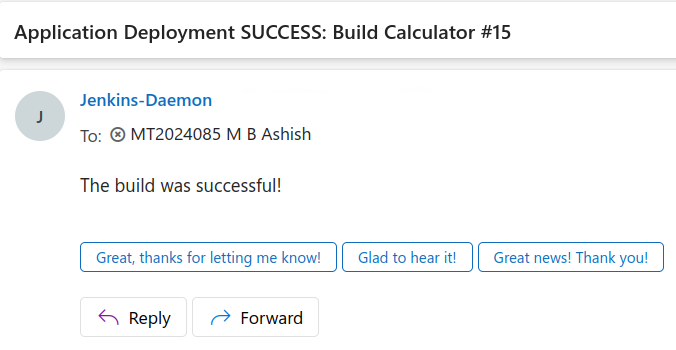 Application Deployment SUCCESS: Build Calculator #15
Jenkins-Daemon
J
To: MT2024085 M B Ashish
The build was successful!
Great, thanks for letting me know! Glad to hear it! Great news! Thank you!
Reply Forward